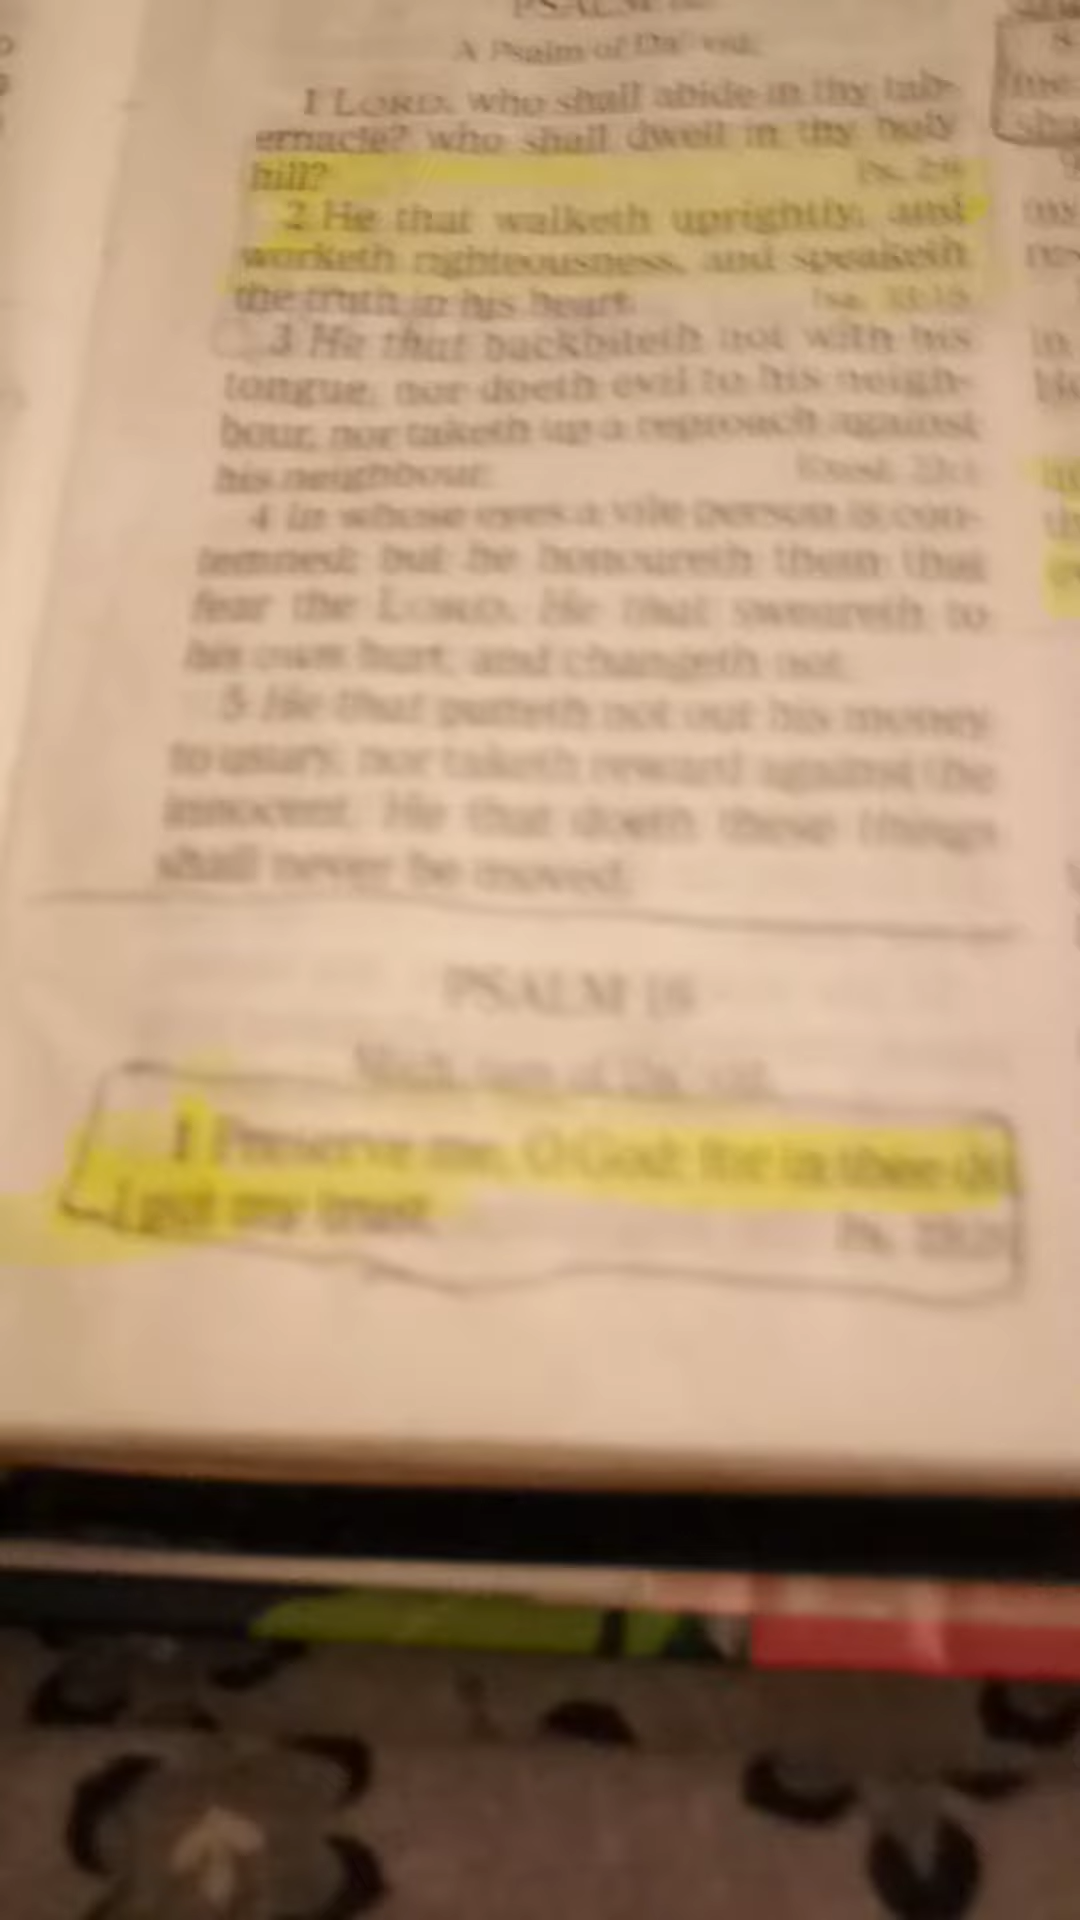 A Psalm of Da´vid.
1 LORD, who shall abide in thy tab-
ernacle? who shall dwell in thy holy
hill?
2 He that walketh uprightly, and
worketh righteousness, and speaketh
the truth in his heart.
3 He that backbiteth not with his
tongue, nor doeth evil to his neigh-
bour, nor taketh up a reproach against
his neighbour.
4 In whose eyes a vile person is con-
temned; but he honoureth them that
fear the LORD. He that sweareth to
his own hurt, and changeth not.
5 He that putteth not out his money
to usury, nor taketh reward against the
innocent. He that doeth these things
shall never be moved.
PSALM 16
of Da´vid.
1 Preserve me, O God: for in thee do
I put my trust.